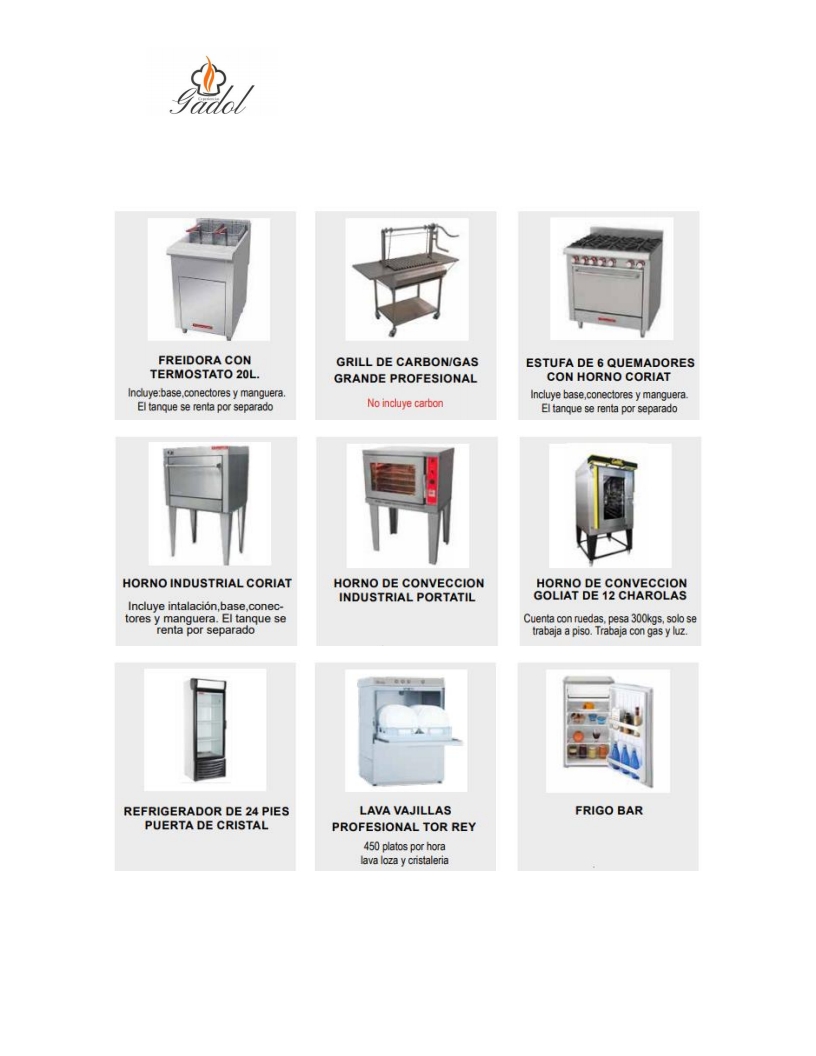 Gadol
FREIDORA CON
TERMOSTATO 20L.
Incluye:base,conectores y manguera.
El tanque se renta por separado
GRILL DE CARBON/GAS
GRANDE PROFESIONAL
No incluye carbon
ESTUFA DE 6 QUEMADORES
CON HORNO CORIAT
Incluye base,conectores y manguera.
El tanque se renta por separado
HORNO INDUSTRIAL CORIAT
Incluye intalación,base,conec-
tores y manguera. El tanque se
renta por separado
HORNO DE CONVECCION
INDUSTRIAL PORTATIL
HORNO DE CONVECCION
GOLIAT DE 12 CHAROLAS
Cuenta con ruedas, pesa 300kgs, solo se
trabaja a piso. Trabaja con gas y luz.
REFRIGERADOR DE 24 PIES
PUERTA DE CRISTAL
LAVA VAJILLAS
PROFESIONAL TOR REY
450 platos por hora
lava loza y cristaleria
FRIGO BAR